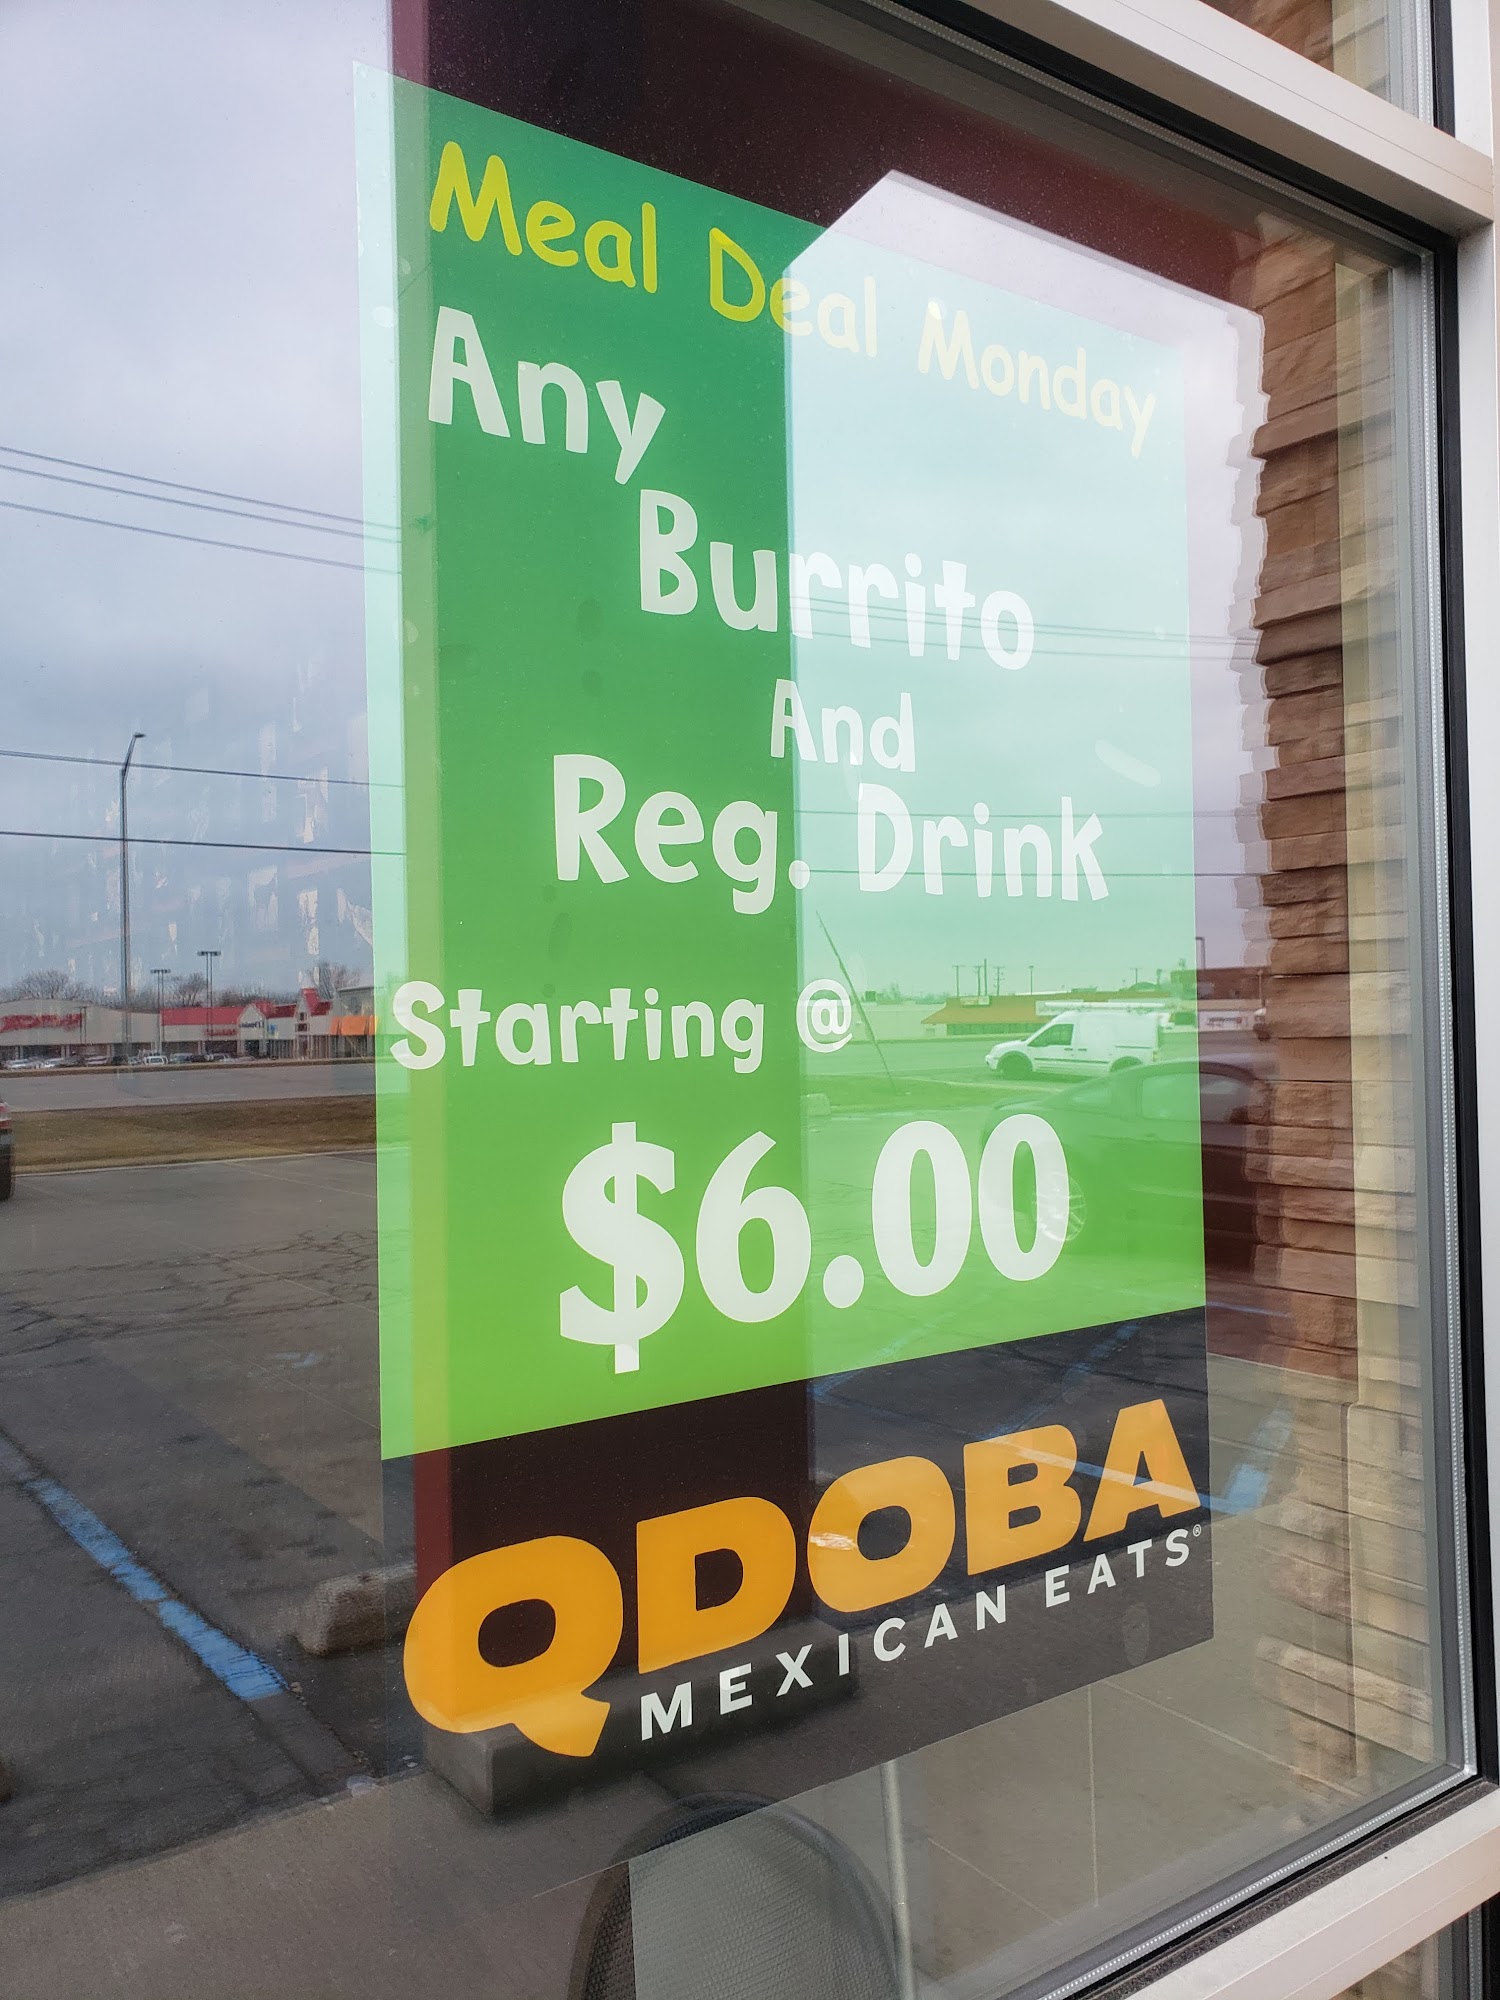 Meal Deal Monday
Any
Burrito
And
Reg. Drink
Starting @
$6.00
QDOBA
MEXICAN EATS®